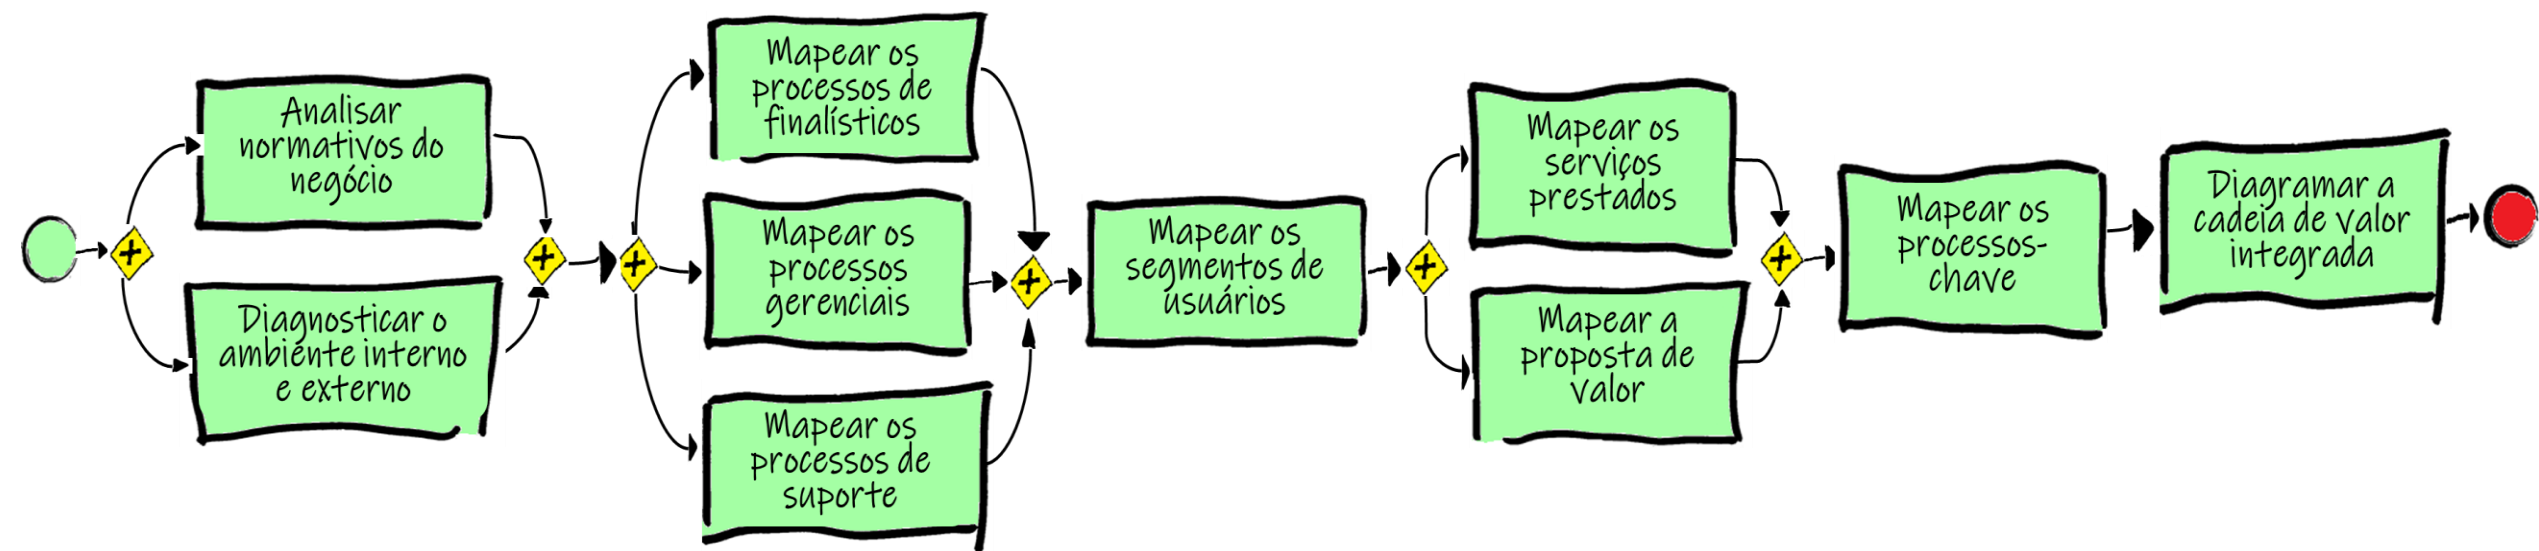 Analisar
normativos do
negócio
Diagnosticar o
ambiente interno
e externo
Mapear os
processos de
finalísticos
Mapear os
processos
gerenciais
Mapear os
processos de
suporte
Mapear os
segmentos de
usuários
Mapear os
serviços
prestados
Mapear a
proposta de
valor
Mapear os
processos-
chave
Diagramar a
cadeia de valor
integrada